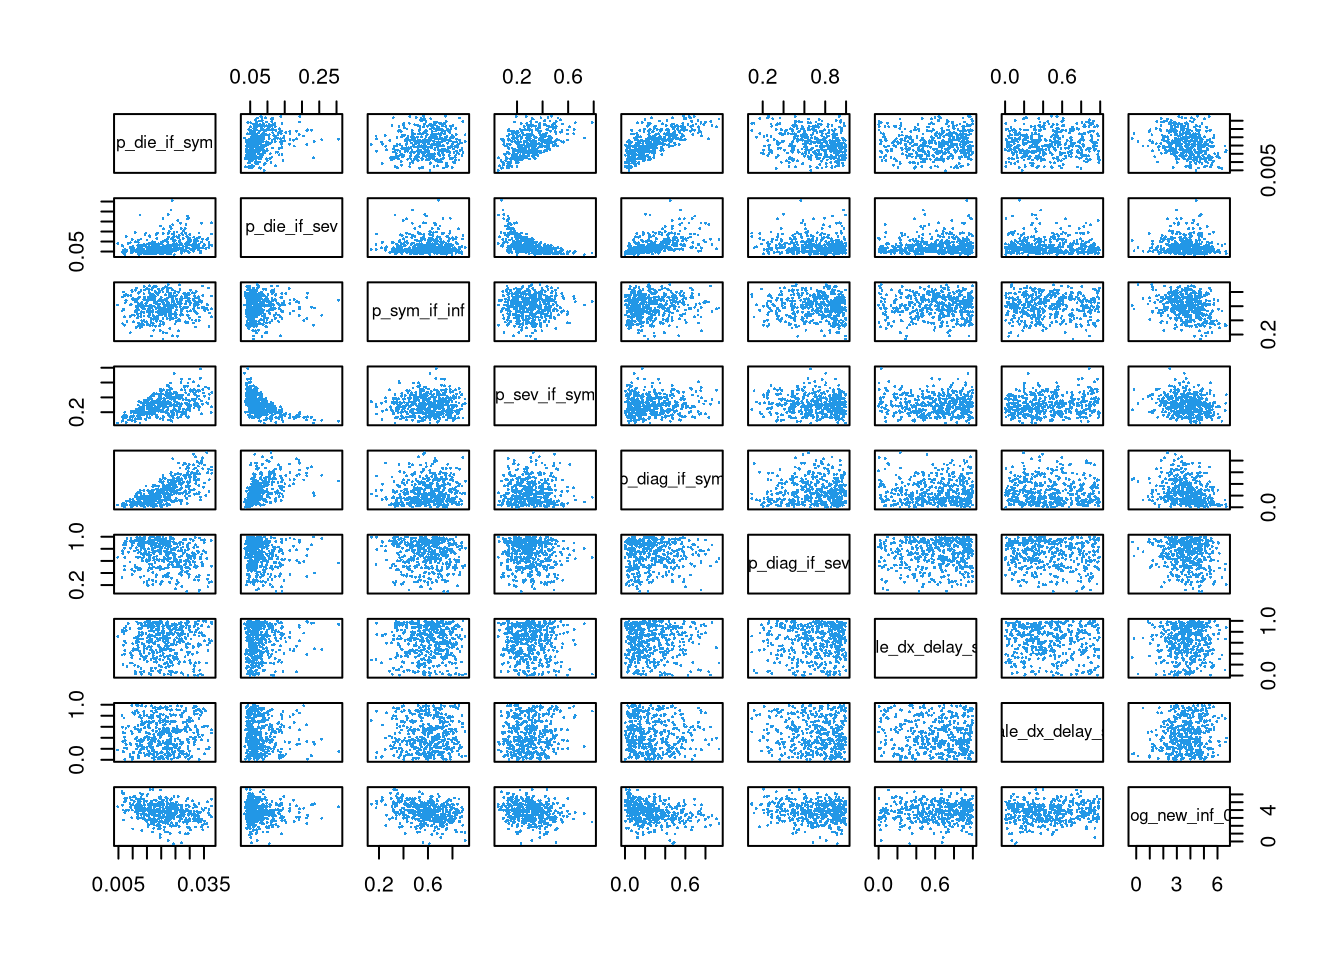 0.05 0.25 0.2 0.6 0.2 0.8 0.0 0.6
p_die_if_sym 0.005
0.05 p_die_if_sev
p_sym_if_inf 0.2
0.2 p_sev_if_sym
p_diag_if_sym 0.0
0.2 1.0 p_diag_if_sev
le_dx_delay_s 0.0 1.0
0.0 1.0 ale_dx_delay_
og_new_inf_0 0 4
0.005 0.035 0.2 0.6 0.0 0.6 0.0 0.6 0 3 6